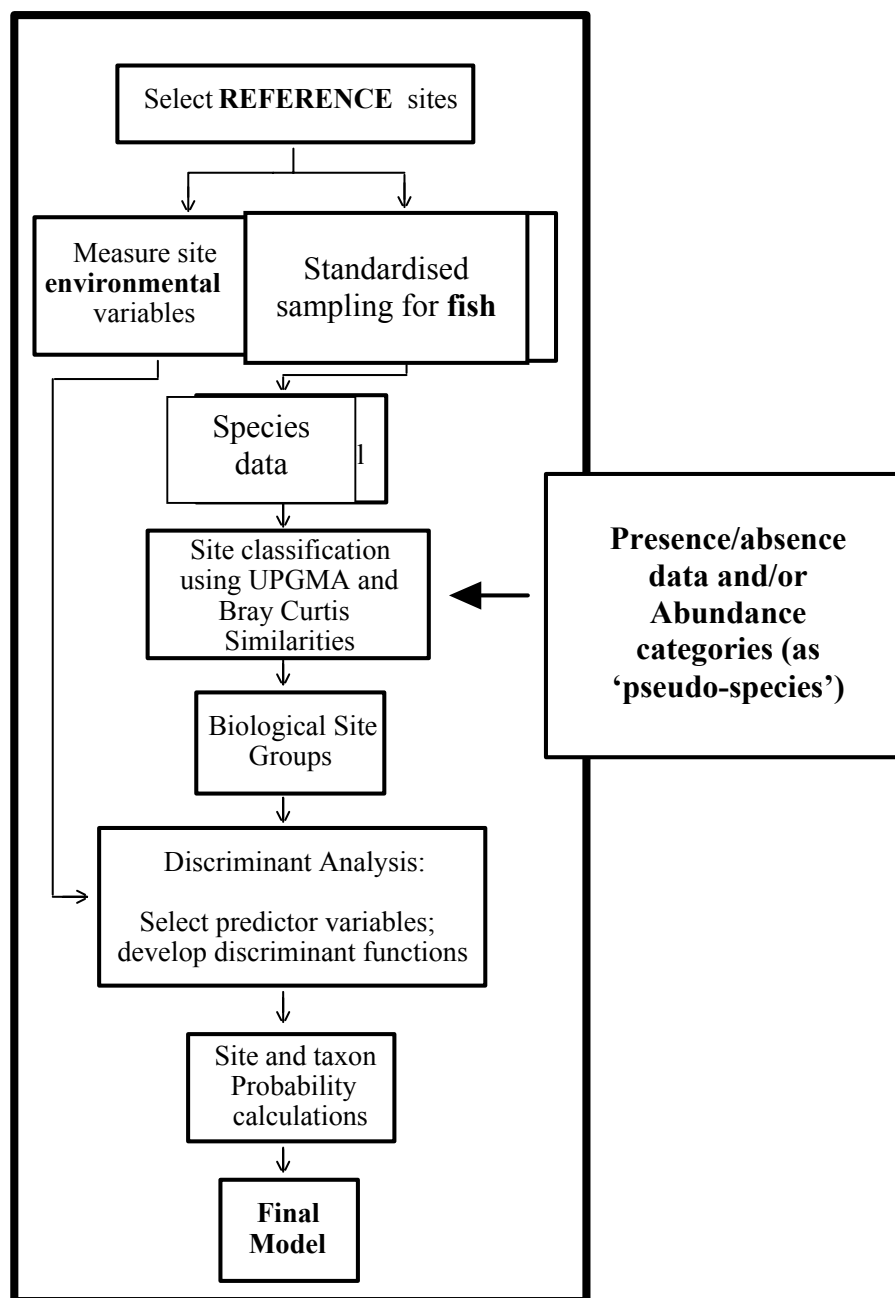 Select REFERENCE sites
Measure site
environmental
variables
Standardised
sampling for fish
Species
data
l
Site classification
using UPGMA and
Bray Curtis
Similarities
Presence/absence
data and/or
Abundance
categories (as
‘pseudo-species’)
Biological Site
Groups
Discriminant Analysis:
Select predictor variables;
develop discriminant functions
Site and taxon
Probability
calculations
Final
Model